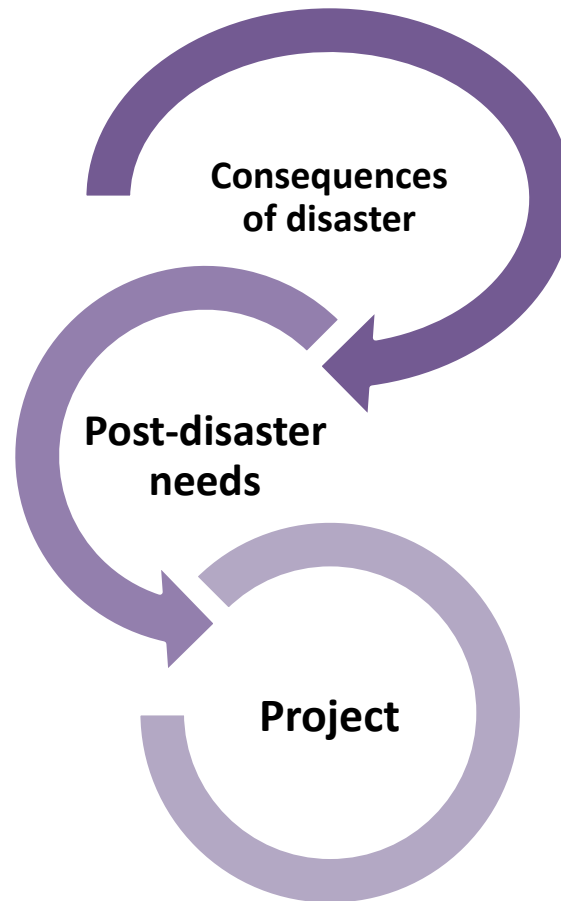 Consequences
of disaster
Post-disaster
needs
Project